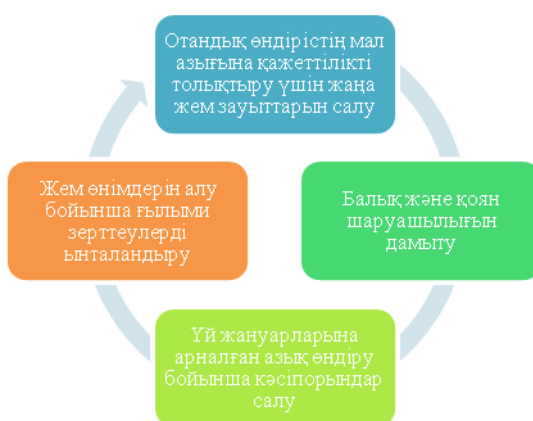 Отандық өндірістің мал
азығына қажеттілікті
толықтыру үшін жаңа
жем зауыттарын салу
Балық және қоян
шаруашылығын
дамыту
Үй жануарларына
арналған азық өндіру
бойынша кәсіпорындар
салу
Жем өнімдерін алу
бойынша ғылыми
зерттеулерді
ынталандыру